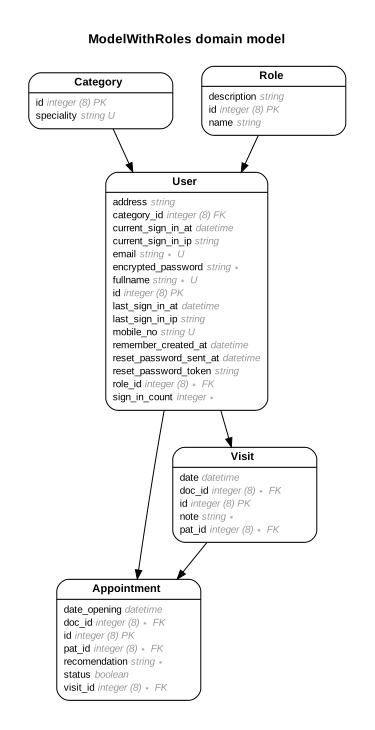 ModelWithRoles domain model
Category
id integer (8) PK
speciality string U
Role
description string
id integer (8) PK
name string
User
address string
category_id integer (8) FK
current_sign_in_at datetime
current_sign_in_ip string
email string * U
encrypted_password string *
fullname string * U
id integer (8) PK
last_sign_in_at datetime
last_sign_in_ip string
mobile_no string U
remember_created_at datetime
reset_password_sent_at datetime
reset_password_token string
role_id integer (8) * FK
sign_in_count integer *
Visit
date datetime
doc_id integer (8) * FK
id integer (8) PK
note string *
pat_id integer (8) * FK
Appointment
date_opening datetime
doc_id integer (8) * FK
id integer (8) PK
pat_id integer (8) * FK
recomendation string *
status boolean
visit_id integer (8) * FK